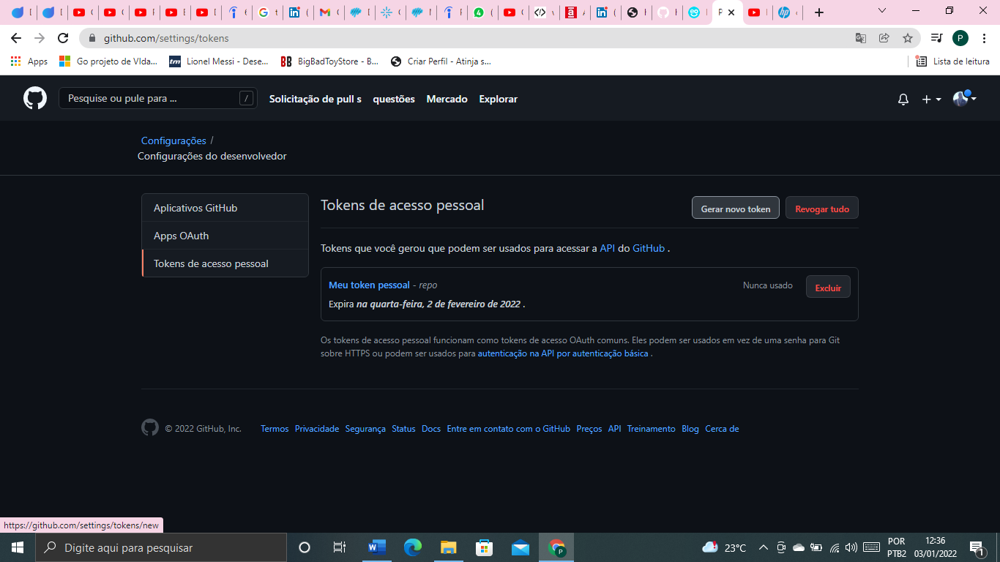 github.com/settings/tokens
P
Apps
Go projeto de VIda...
tm
Lionel Messi - Dese...
BB
BigBadToyStore - B...
Criar Perfil - Atinja s...
Lista de leitura
Pesquise ou pule para ...
/
Solicitação de pull s
questões
Mercado
Explorar
Configurações /
Configurações do desenvolvedor
Aplicativos GitHub
Apps OAuth
Tokens de acesso pessoal
Tokens de acesso pessoal
Gerar novo token
Revogar tudo
Tokens que você gerou que podem ser usados para acessar a API do GitHub .
Meu token pessoal - repo
Nunca usado
Excluir
Expira na quarta-feira, 2 de fevereiro de 2022 .
Os tokens de acesso pessoal funcionam como tokens de acesso OAuth comuns. Eles podem ser usados em vez de uma senha para Git
sobre HTTPS ou podem ser usados para autenticação na API por autenticação básica .
© 2022 GitHub, Inc.
Termos
Privacidade
Segurança
Status
Docs
Entre em contato com o GitHub
Preços
API
Treinamento
Blog
Cerca de
https://github.com/settings/tokens/new
Digite aqui para pesquisar
23°C
POR
PTB2
12:36
03/01/2022
1